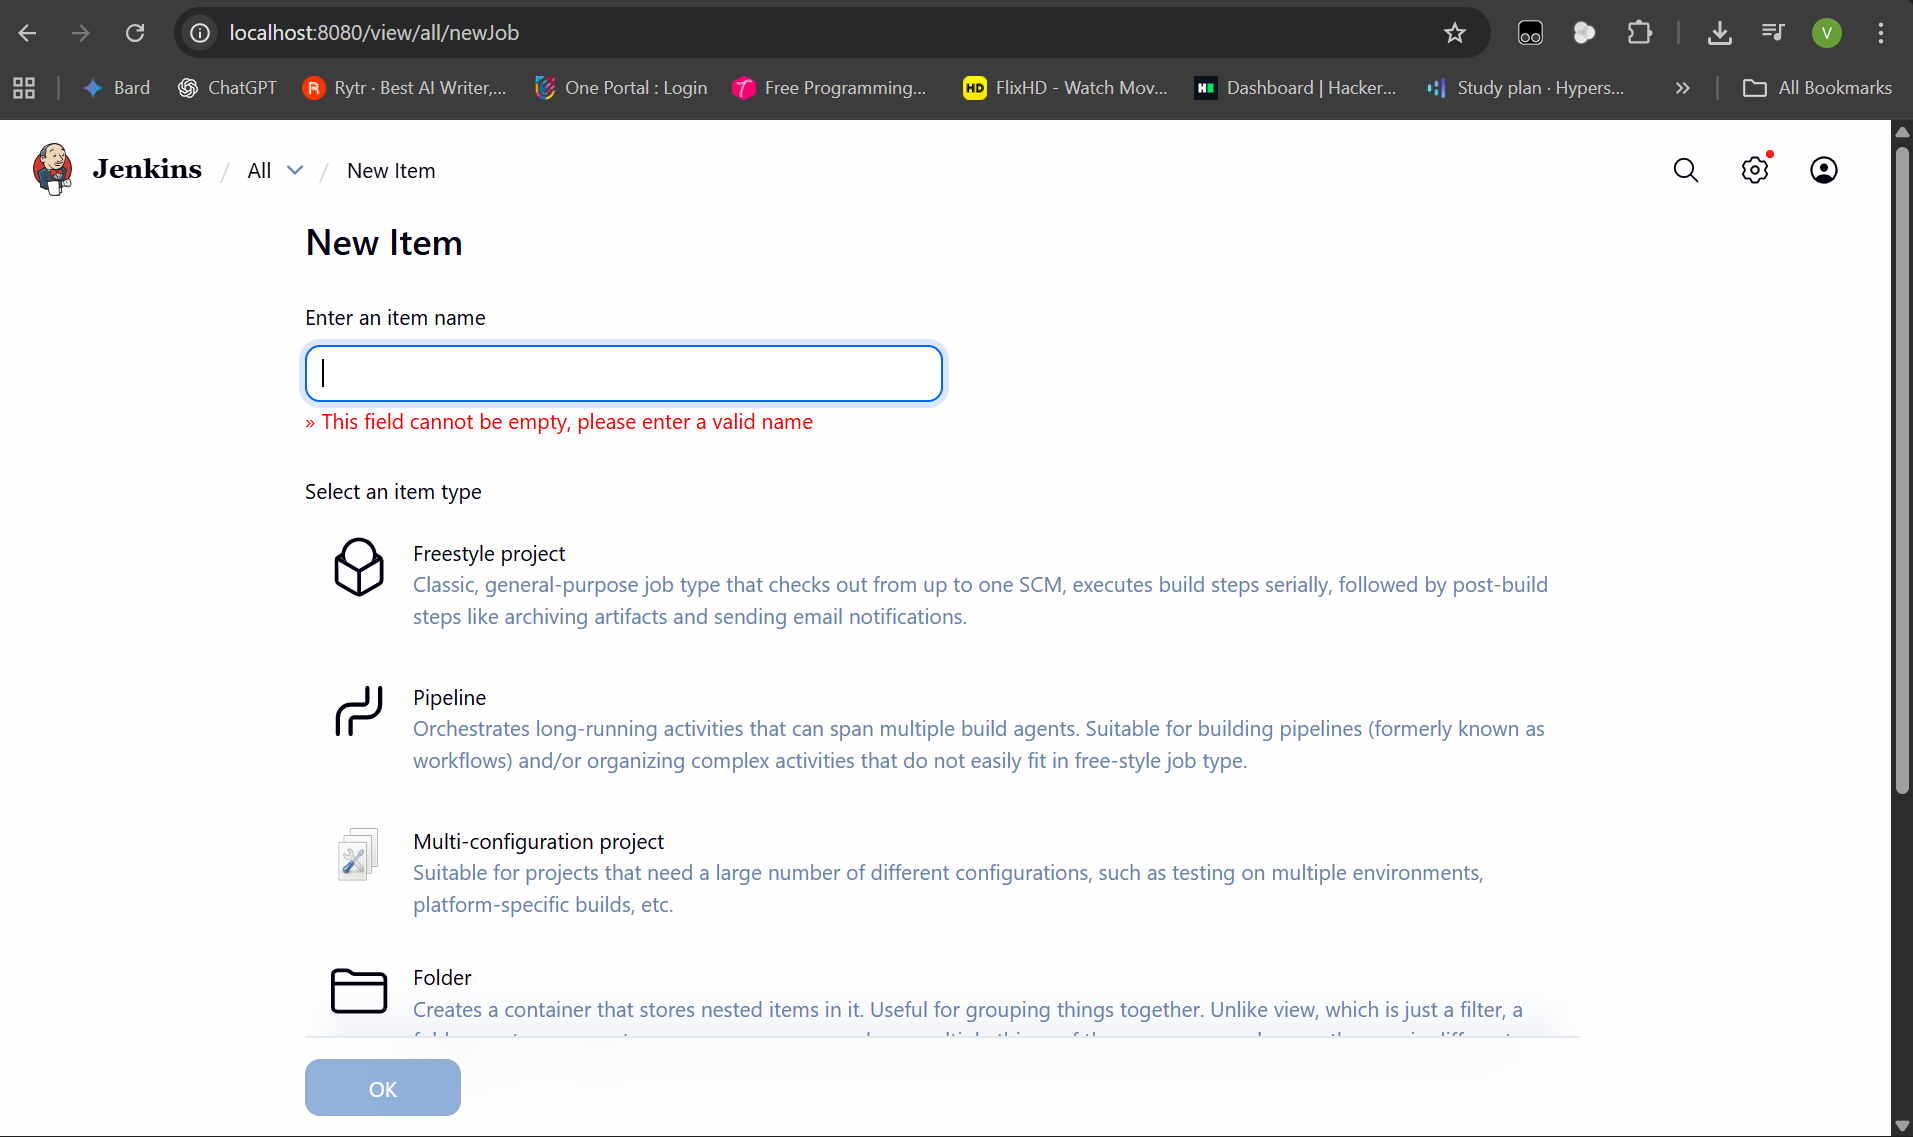 localhost:8080/view/all/newJob
V
Bard
ChatGPT
R Rytr · Best AI Writer,...
One Portal : Login
Free Programming...
HD FlixHD - Watch Mov...
Dashboard | Hacker...
Study plan · Hypers...
»
All Bookmarks
Jenkins / All / New Item
New Item
Enter an item name
» This field cannot be empty, please enter a valid name
Select an item type
Freestyle project
Classic, general-purpose job type that checks out from up to one SCM, executes build steps serially, followed by post-build
steps like archiving artifacts and sending email notifications.
Pipeline
Orchestrates long-running activities that can span multiple build agents. Suitable for building pipelines (formerly known as
workflows) and/or organizing complex activities that do not easily fit in free-style job type.
Multi-configuration project
Suitable for projects that need a large number of different configurations, such as testing on multiple environments,
platform-specific builds, etc.
Folder
Creates a container that stores nested items in it. Useful for grouping things together. Unlike view, which is just a filter, a
OK